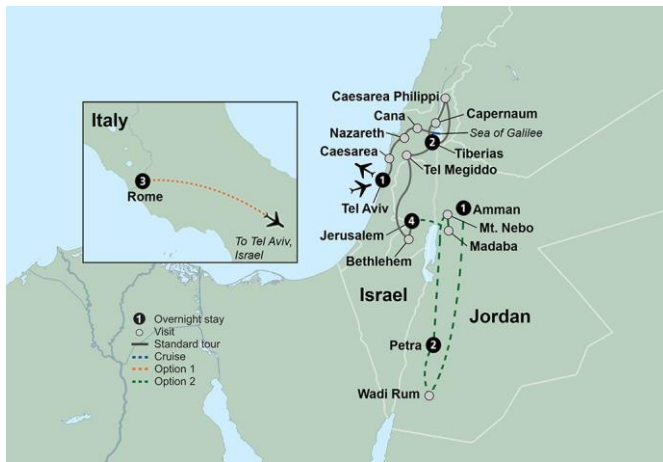 Italy
3
Rome
To Tel Aviv,
Israel
Caesarea Philippi
Cana
Capernaum
Nazareth
Sea of Galilee
Caesarea
2
Tiberias
Tel Megiddo
1
Tel Aviv
4
Jerusalem
Bethlehem
1
Amman
Mt. Nebo
Madaba
Israel
Jordan
Petra
2
Wadi Rum
1 Overnight stay
Visit
Standard tour
Cruise
Option 1
Option 2